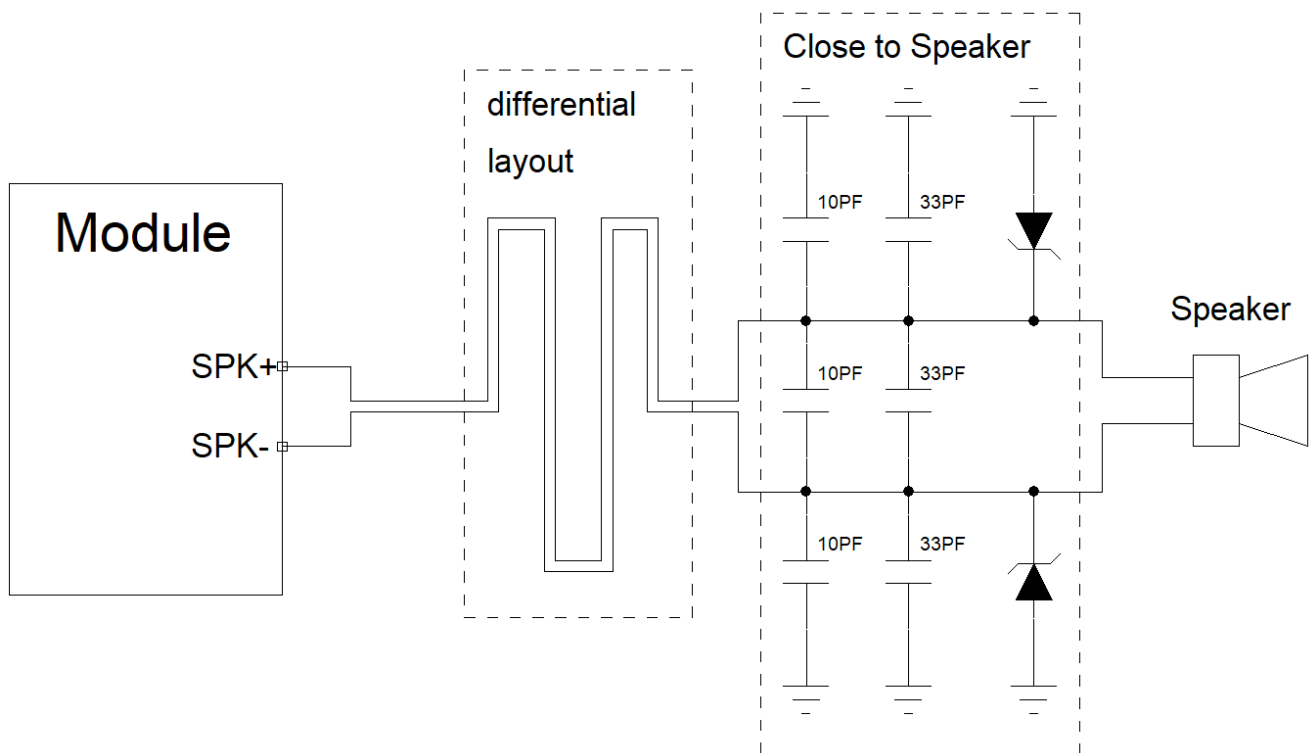 Close to Speaker
differential
layout
Module
10PF
33PF
Speaker
SPK+
10PF
33PF
SPK-
10PF
33PF